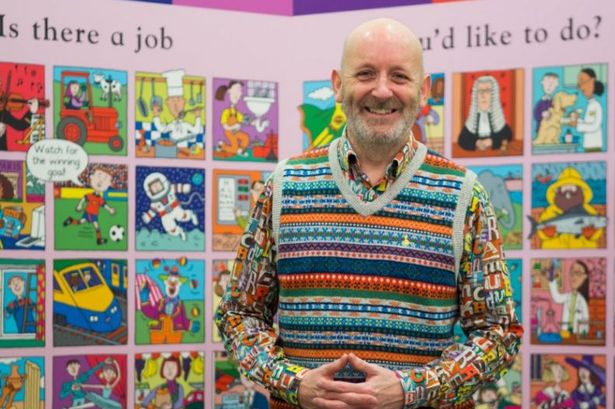 Is there a job
u'd like to do?
Watch for
the winning
goal?